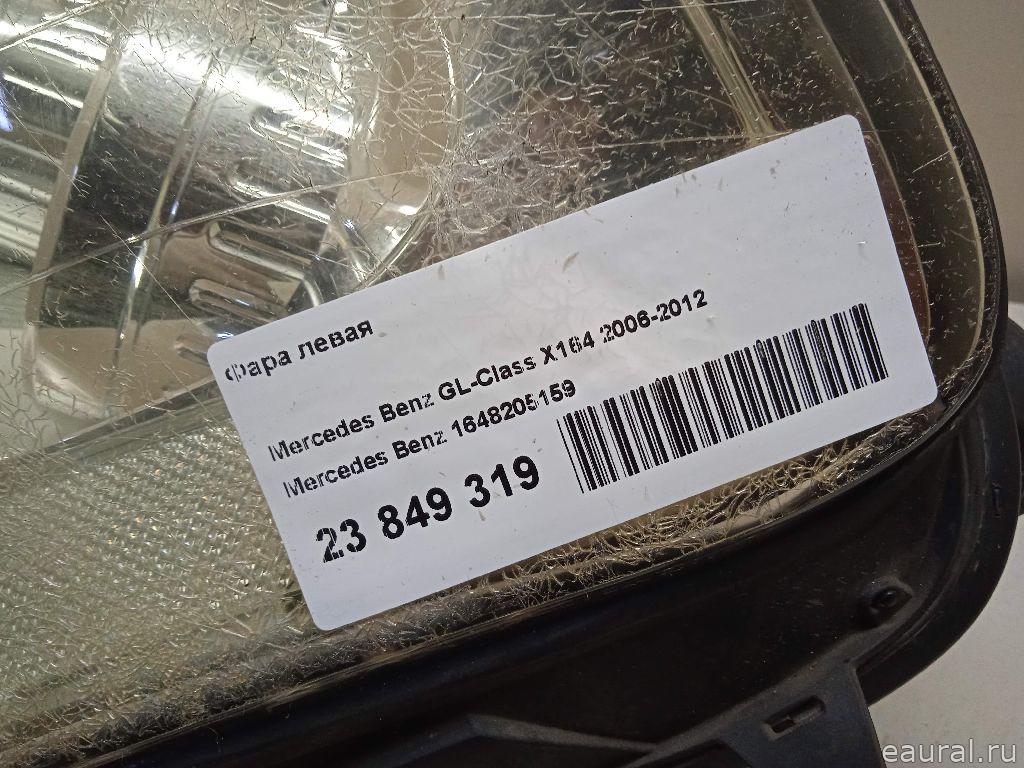 Фара левая
Mercedes Benz GL-Class X164 2006-2012
Mercedes Benz 1648205159
23 849 319
eaural.ru